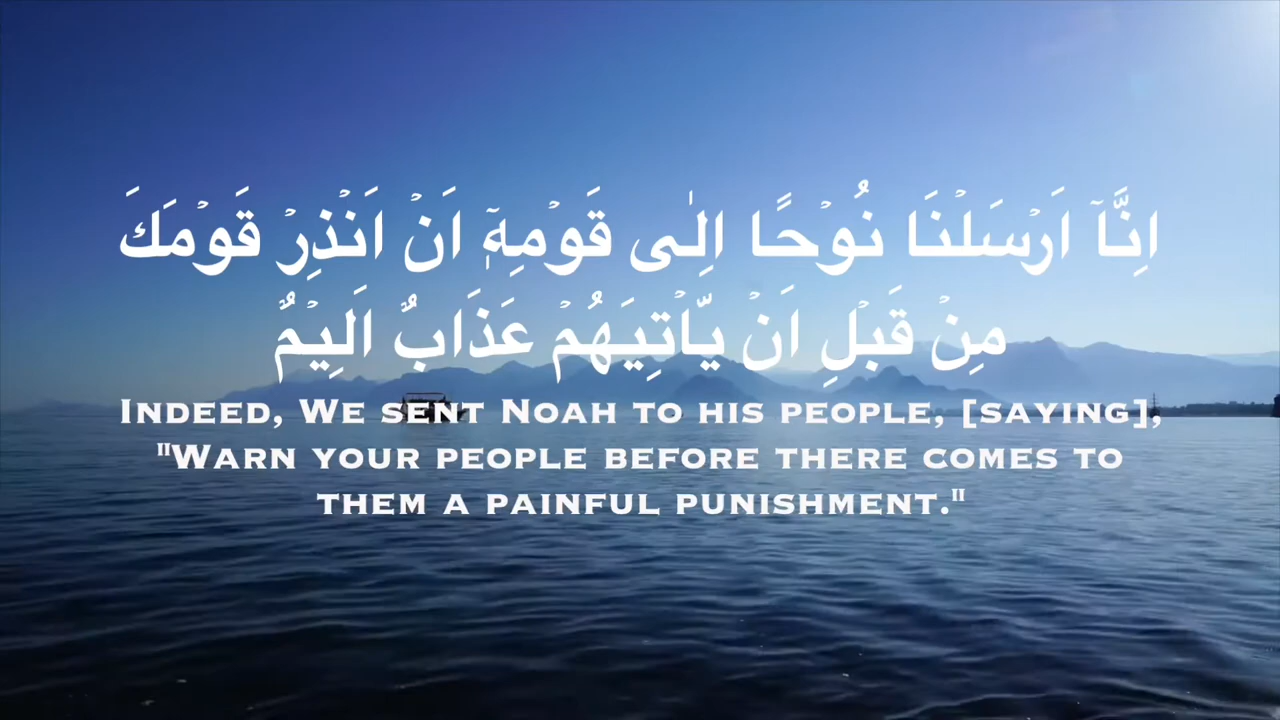 اِنَّاۤ اَرۡسَلۡنَا نُوۡحًا اِلٰى قَوۡمِهٖۤ اَنۡ اَنۡذِرۡ قَوۡمَكَ
مِنۡ قَبۡلِ اَنۡ يَّاۡتِيَهُمۡ عَذَابٌ اَلِيۡمٌ
Indeed, We sent Noah to his people, [saying],
"Warn your people before there comes to
them a painful punishment."